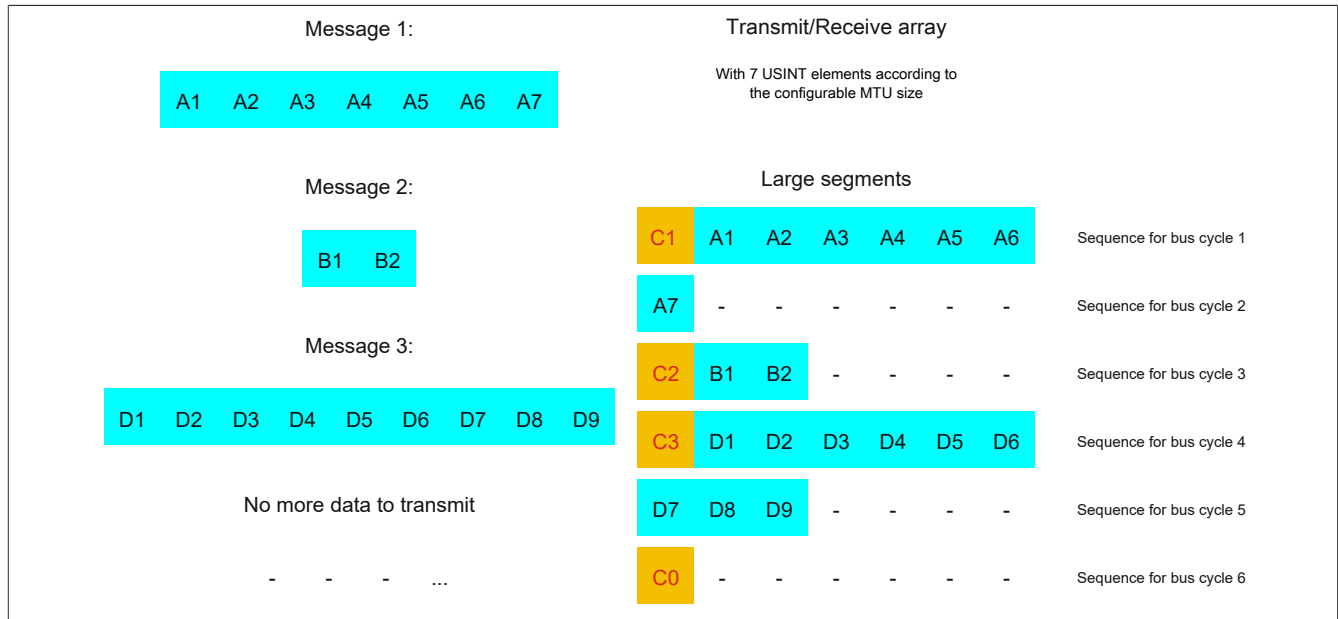 Message 1:
A1 A2 A3 A4 A5 A6 A7
Message 2:
B1 B2
Message 3:
D1 D2 D3 D4 D5 D6 D7 D8 D9
No more data to transmit
- - - ...
Transmit/Receive array
With 7 USINT elements according to
the configurable MTU size
Large segments
C1 A1 A2 A3 A4 A5 A6 Sequence for bus cycle 1
A7 - - - - - - Sequence for bus cycle 2
C2 B1 B2 - - - - Sequence for bus cycle 3
C3 D1 D2 D3 D4 D5 D6 Sequence for bus cycle 4
D7 D8 D9 - - - - Sequence for bus cycle 5
C0 - - - - - - Sequence for bus cycle 6